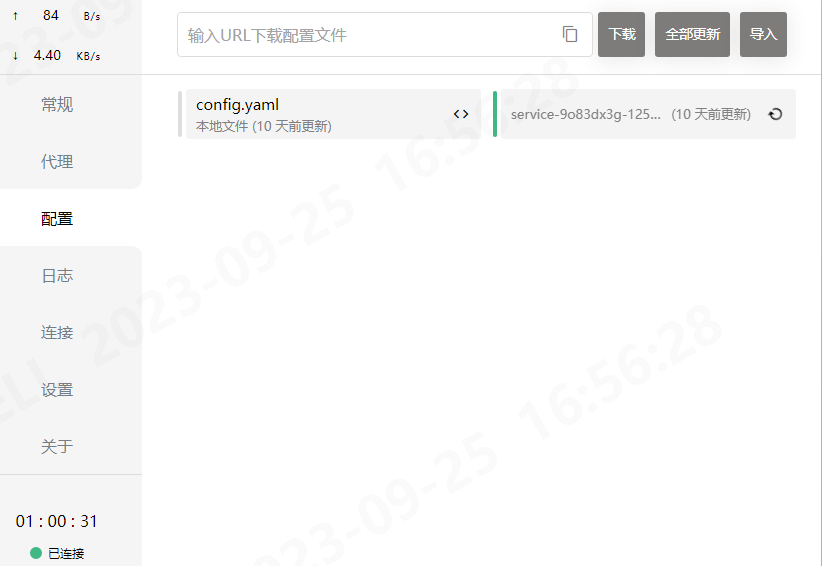 ↑ 84 B/s
↓ 4.40 KB/s
常规
代理
配置
日志
连接
设置
关于
01 : 00 : 31
已连接
输入URL下载配置文件
下载
全部更新
导入
config.yaml
本地文件 (10 天前更新)
service-9o83dx3g-125... (10 天前更新)
2023-09-25 16:56:28
2023-09-25 16:56:28